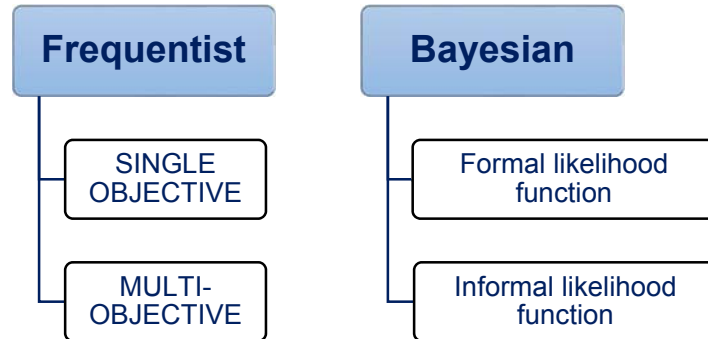 Frequentist
SINGLE
OBJECTIVE
MULTI-
OBJECTIVE
Bayesian
Formal likelihood
function
Informal likelihood
function